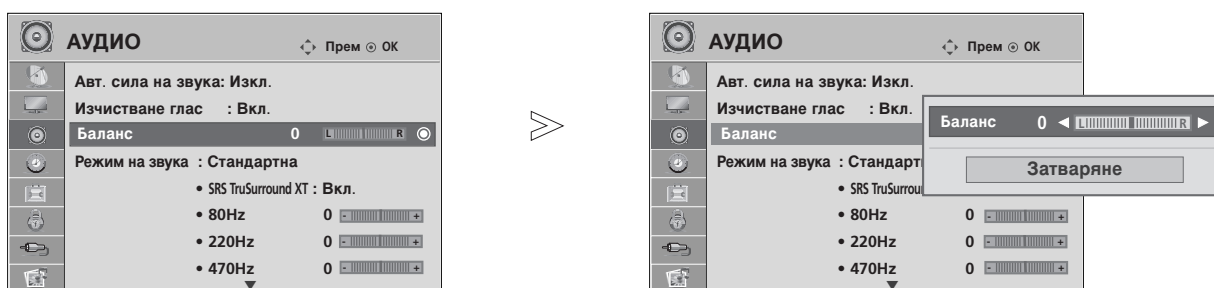 АУДИО Прем OK
Авт. сила на звука: Изкл.
Изчистване глас : Вкл.
Баланс 0 L R
Режим на звука : Стандартна
• SRS TruSurround XT : Вкл.
• 80Hz 0 - +
• 220Hz 0 - +
• 470Hz 0 - +
АУДИО Прем OK
Авт. сила на звука: Изкл.
Изчистване глас : Вкл.
Баланс
Режим на звука : Стандарт
• SRS TruSurrou
• 80Hz 0 - +
• 220Hz 0 - +
• 470Hz 0 - +
Баланс 0 L R
Затваряне